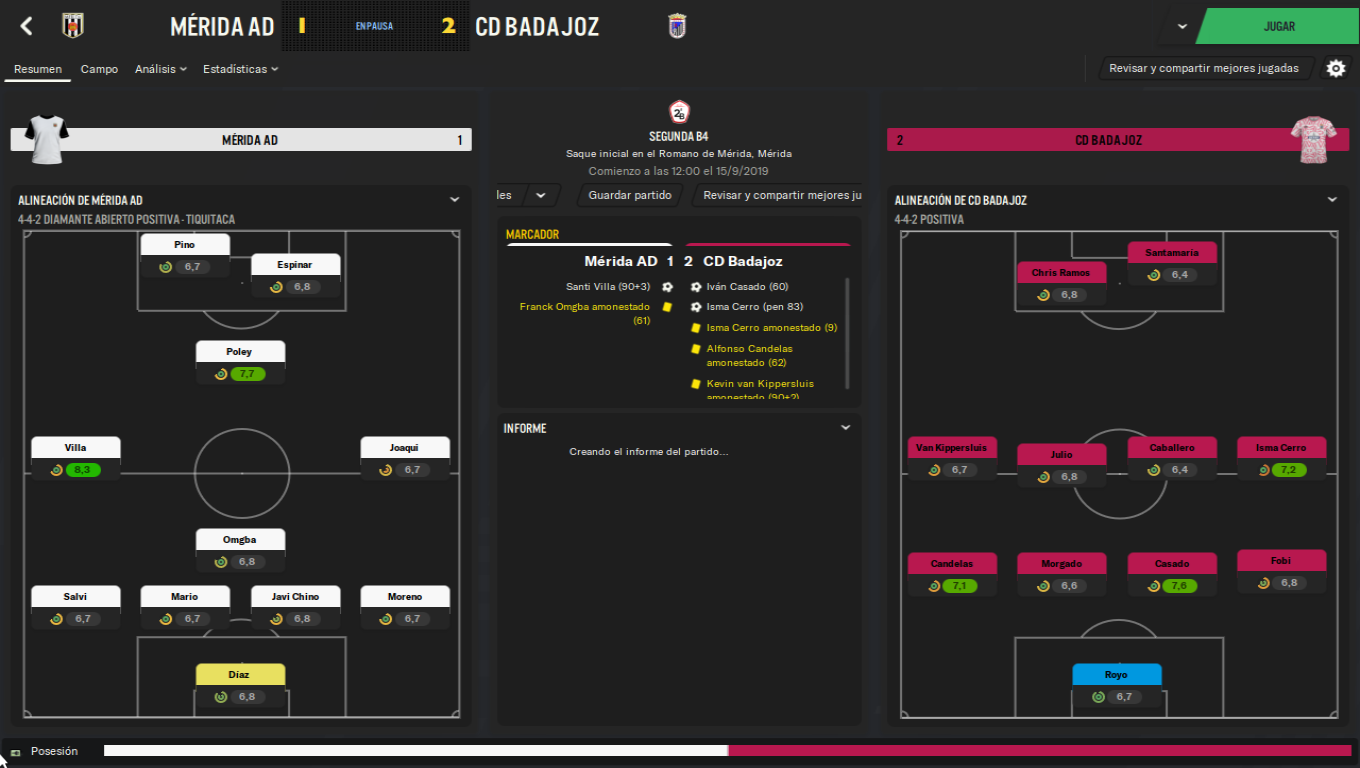 MÉRIDA AD
1
EN PAUSA
2
CD BADAJOZ
JUGAR
Resumen
Campo
Análisis
Estadísticas
Revisar y compartir mejores jugadas
MÉRIDA AD 1
ALINEACIÓN DE MÉRIDA AD
4-4-2 DIAMANTE ABIERTO POSITIVA - TIQUITACA
Pino
6,7
Espinar
6,8
Poley
7,7
Villa
8,3
Joaqui
6,7
Omgba
6,8
Salvi
6,7
Mario
6,7
Javi Chino
6,8
Moreno
6,7
Díaz
6,8
2B
SEGUNDA B4
Saque inicial en el Romano de Mérida, Mérida
Comienzo a las 12:00 el 15/9/2019
les
Guardar partido
Revisar y compartir mejores ju
MARCADOR
Mérida AD 1 2 CD Badajoz
Santi Villa (90+3)
Franck Omgba amonestado
(61)
Iván Casado (60)
Isma Cerro (pen 83)
Isma Cerro amonestado (9)
Alfonso Candelas
amonestado (62)
Kevin van Kippersluis
amonestado (90+2)
INFORME
Creando el informe del partido...
2 CD BADAJOZ
ALINEACIÓN DE CD BADAJOZ
4-4-2 POSITIVA
Santamaría
6,4
Chris Ramos
6,8
Van Kippersluis
6,7
Julio
6,8
Caballero
6,4
Isma Cerro
7,2
Candelas
7,1
Morgado
6,6
Casado
7,6
Fobi
6,8
Royo
6,7
Posesión